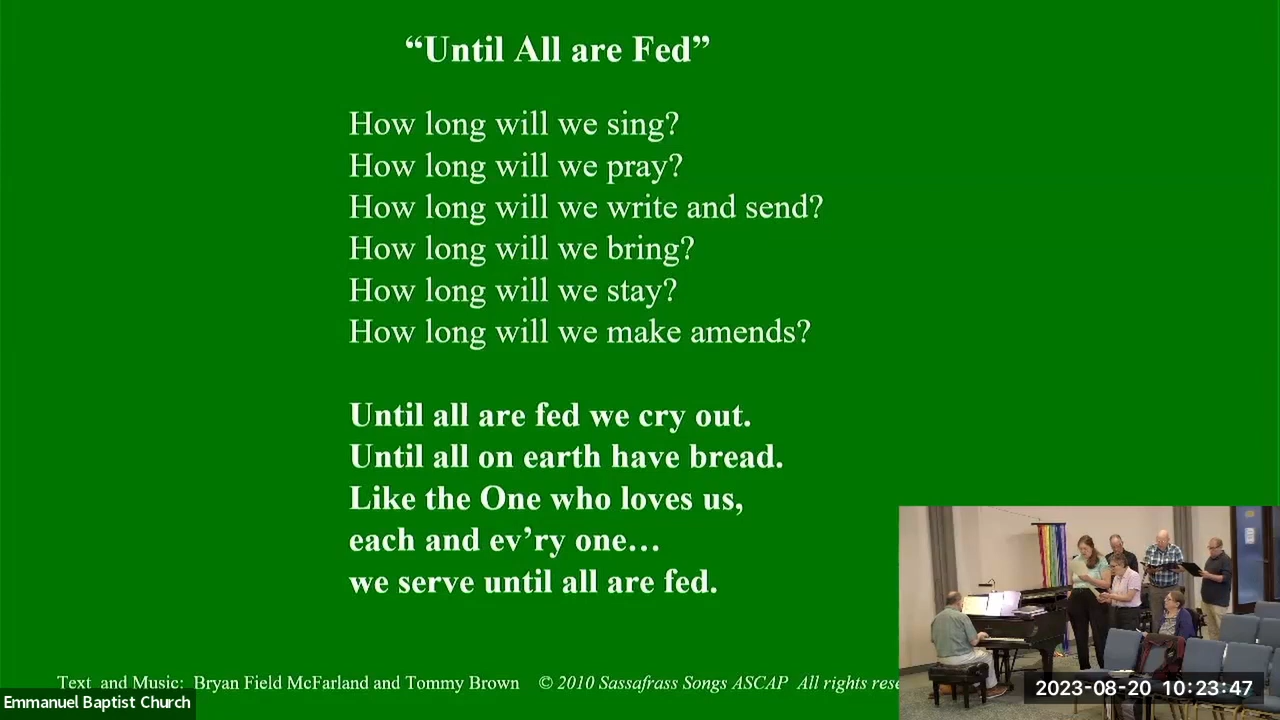 “Until All are Fed”
How long will we sing?
How long will we pray?
How long will we write and send?
How long will we bring?
How long will we stay?
How long will we make amends?
Until all are fed we cry out.
Until all on earth have bread.
Like the One who loves us,
each and ev’ry one…
we serve until all are fed.
Text and Music: Bryan Field McFarland and Tommy Brown © 2010 Sassafrass Songs ASCAP All rights rese
Emmanuel Baptist Church
2023-08-20 10:23:47